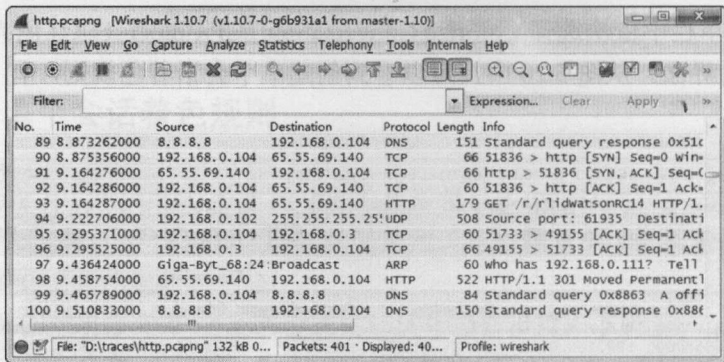 http.pcapng [Wireshark 1.10.7 (v1.10.7-0-g6b931a1 from master-1.10)]
File Edit View Go Capture Analyze Statistics Telephony Tools Internals Help
Filter: Expression... Clear Apply
No. Time Source Destination Protocol Length Info
89 8.873262000 8.8.8.8 192.168.0.104 DNS 151 Standard query response 0x51c
90 8.875356000 192.168.0.104 65.55.69.140 TCP 66 51836 > http [SYN] Seq=0 Win=
91 9.164276000 65.55.69.140 192.168.0.104 TCP 66 http > 51836 [SYN, ACK] Seq=
92 9.164286000 192.168.0.104 65.55.69.140 TCP 60 51836 > http [ACK] Seq=1 Ack=
93 9.164287000 192.168.0.104 65.55.69.140 HTTP 179 GET /r/rlidWatsonRC14 HTTP/1.
94 9.222706000 192.168.0.102 255.255.255.25 UDP 508 Source port: 61935 Destinati
95 9.295371000 192.168.0.104 192.168.0.3 TCP 60 51733 > 49155 [ACK] Seq=1 Ack
96 9.295525000 192.168.0.3 192.168.0.104 TCP 66 49155 > 51733 [ACK] Seq=1 Ack
97 9.436424000 Giga-Byt_68:24: Broadcast ARP 60 Who has 192.168.0.111? Tell
98 9.458754000 65.55.69.140 192.168.0.104 HTTP 522 HTTP/1.1 301 Moved Permanentl
99 9.465789000 192.168.0.104 8.8.8.8 DNS 84 Standard query 0x8863 A offi
100 9.510833000 8.8.8.8 192.168.0.104 DNS 150 Standard query response 0x886
File: "D:\traces\http.pcapng" 132 kB 0... Packets: 401 · Displayed: 40... Profile: wireshark